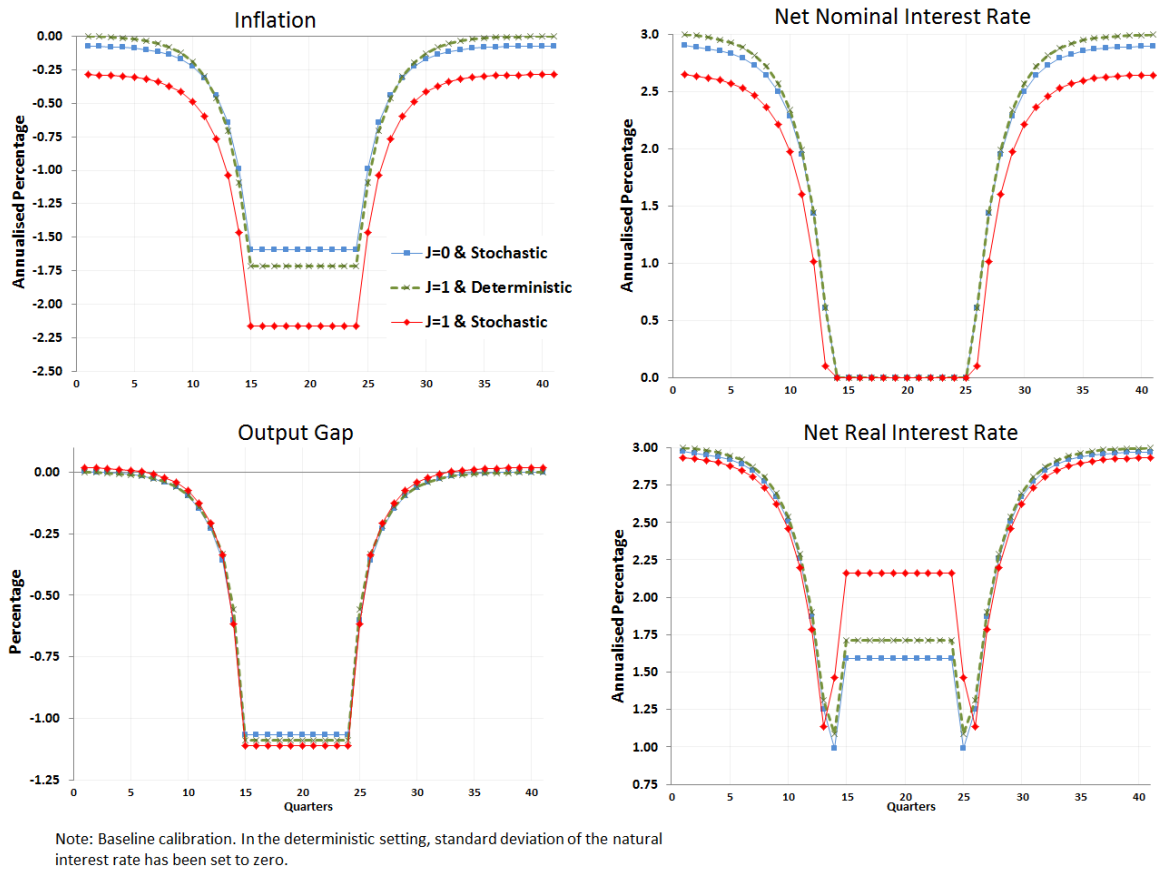 Inflation
Annualised Percentage
0.00
-0.25
-0.50
-0.75
-1.00
-1.25
-1.50
-1.75
-2.00
-2.25
-2.50
0 5 10 15 20 25 30 35 40
J=0 & Stochastic
J=1 & Deterministic
J=1 & Stochastic
Net Nominal Interest Rate
Annualised Percentage
3.0
2.5
2.0
1.5
1.0
0.5
0.0
0 5 10 15 20 25 30 35 40
Output Gap
Percentage
0.00
-0.25
-0.50
-0.75
-1.00
-1.25
0 5 10 15 20 25 30 35 40
Quarters
Net Real Interest Rate
Annualised Percentage
3.00
2.75
2.50
2.25
2.00
1.75
1.50
1.25
1.00
0.75
0 5 10 15 20 25 30 35 40
Quarters
Note: Baseline calibration. In the deterministic setting, standard deviation of the natural
interest rate has been set to zero.